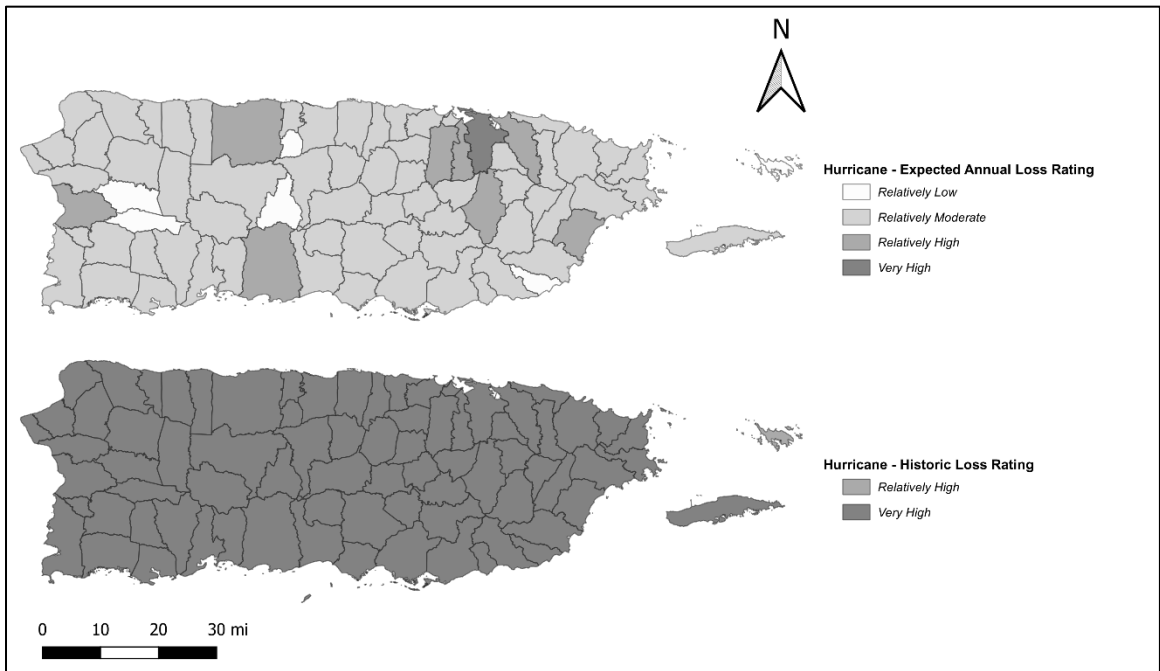 N
Hurricane - Expected Annual Loss Rating
Relatively Low
Relatively Moderate
Relatively High
Very High
Hurricane - Historic Loss Rating
Relatively High
Very High
0 10 20 30 mi